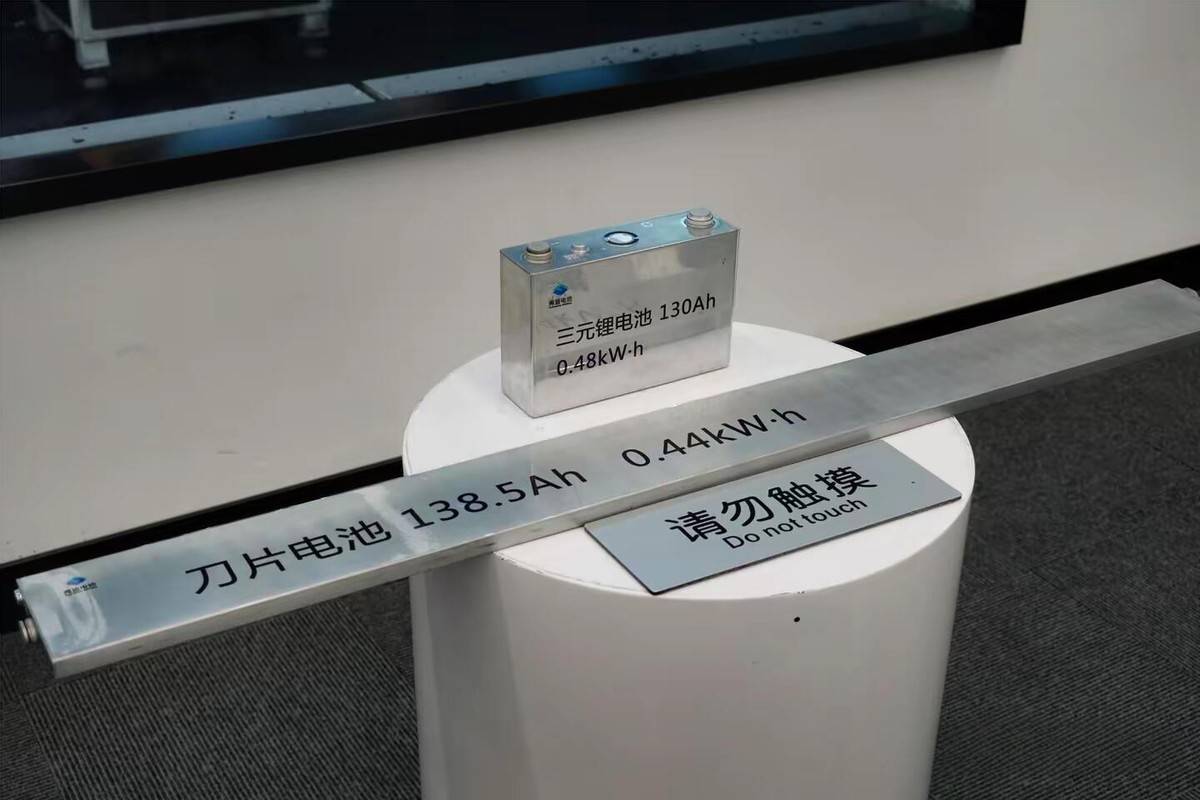 三元锂电池 130Ah
0.48kW·h
刀片电池 138.5Ah 0.44kW·h
请勿触摸
Do not touch